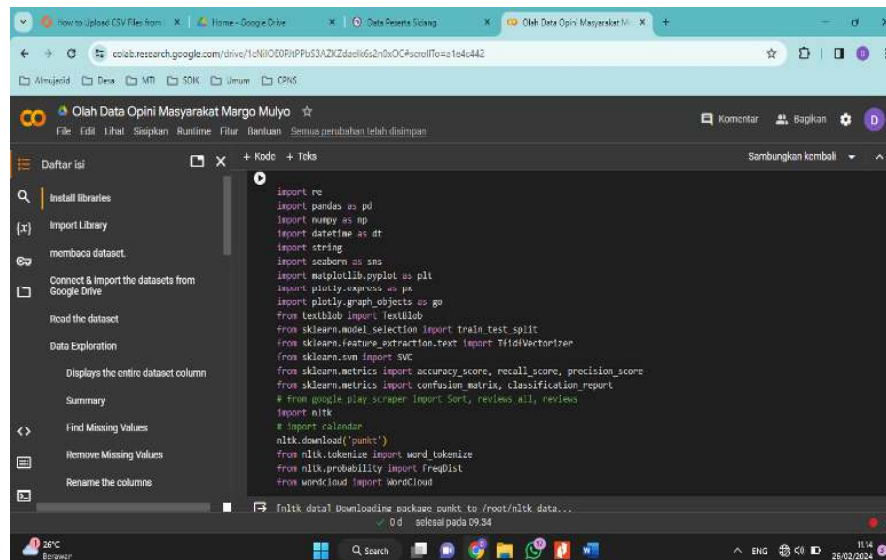 How to Upload CSV Files from
Home - Google Drive
Data Peserta Sidang
Olah Data Opini Masyarakat M
colab.research.google.com/drive/
Almujarid
Desa
MTI
SDIK
Umum
CPNS
Olah Data Opini Masyarakat Margo Mulyo
File Edit Lihat Sisipkan Runtime Fitur Bantuan Semua perubahan telah disimpan
Komentar
Bagikan
D
Daftar isi
+ Kode + Teks
Sambungkan kembali
Install libraries
Import Library
membaca dataset.
Connect & Import the datasets from
Google Drive
Read the dataset
Data Exploration
Displays the entire dataset column
Summary
Find Missing Values
Remove Missing Values
Rename the columns
import re
import pandas as pd
import numpy as np
import datetime as dt
import string
import seaborn as sns
import matplotlib.pyplot as plt
import plotly.express as px
import plotly.graph_objects as go
from textblob import TextBlob
from sklearn.model_selection import train_test_split
from sklearn.feature_extraction.text import TfidfVectorizer
from sklearn.svm import SVC
from sklearn.metrics import accuracy_score, recall_score, precision_score
from sklearn.metrics import confusion_matrix, classification_report
# from google_play_scraper import Sort, reviews_all, reviews
import nltk
# import calendar
nltk.download('punkt')
from nltk.tokenize import word_tokenize
from nltk.probability import FreqDist
from wordcloud import WordCloud
[nltk_data] Downloading package punkt to /root/nltk_data...
0 d selesai pada 09.34
26°C
Berawan
Search
ENG
11.14
26/02/2024